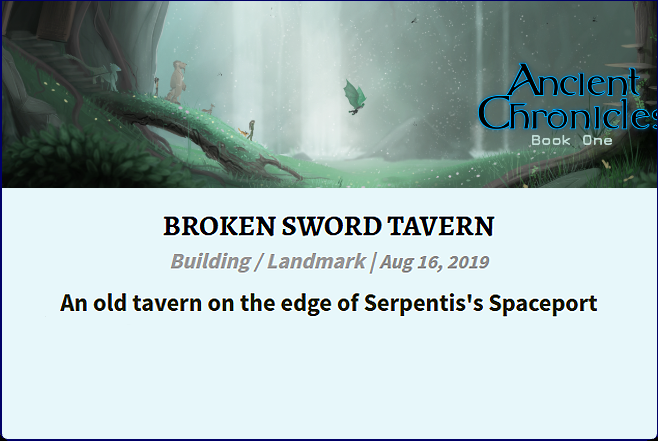 Ancient
Chronicles
Book One
BROKEN SWORD TAVERN
Building / Landmark | Aug 16, 2019
An old tavern on the edge of Serpentis's Spaceport